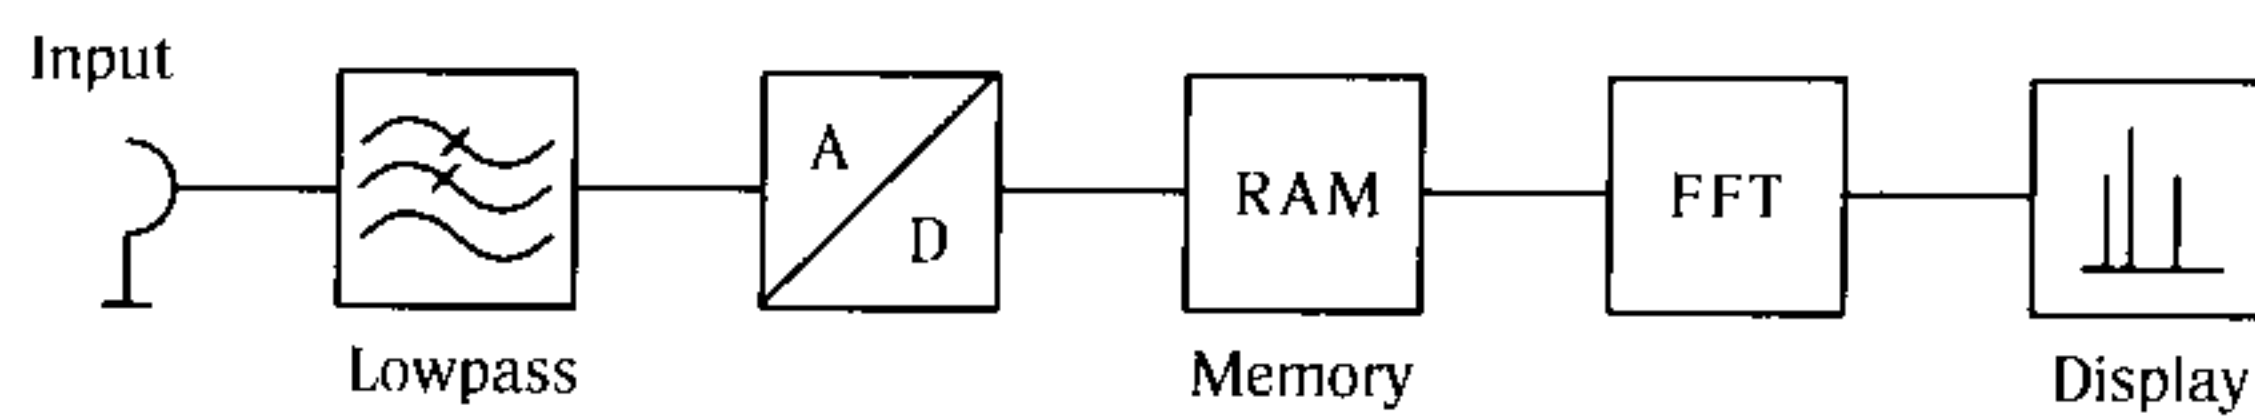 Input
A
D
RAM
FFT
Lowpass
Memory
Display